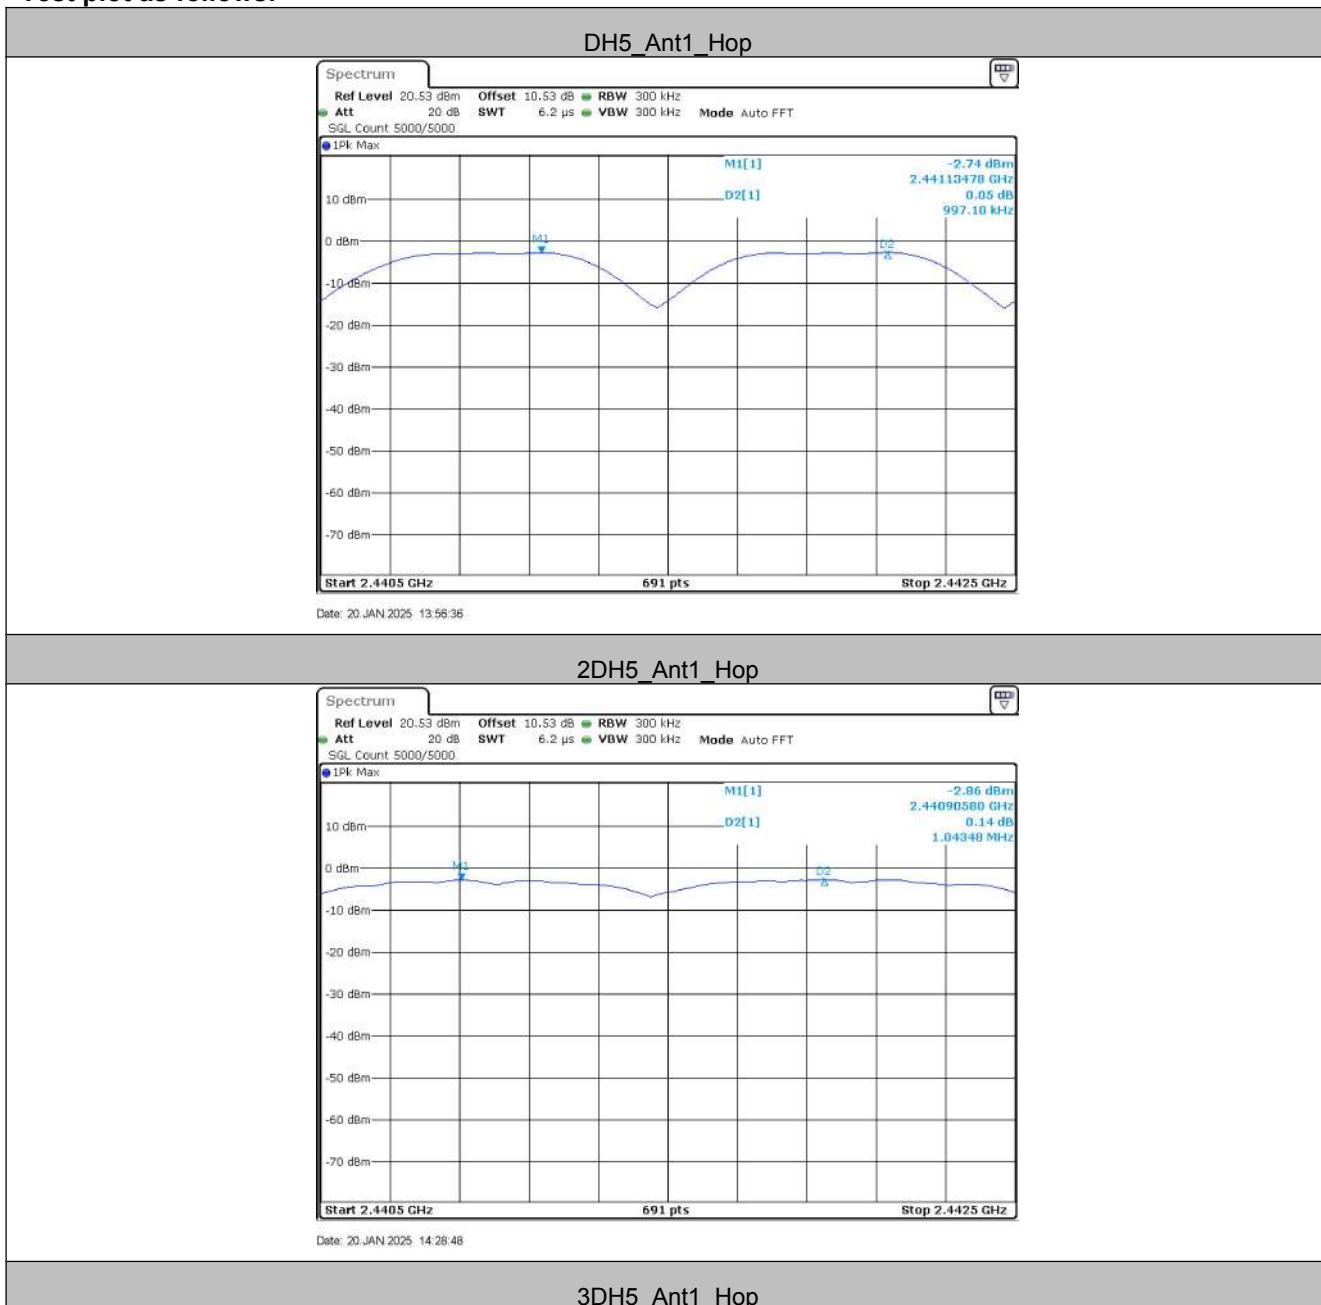 Test plot as follows:
DH5_Ant1_Hop
Spectrum
Ref Level 20.53 dBm Offset 10.53 dB RBW 300 kHz
Att 20 dB SWT 6.2 µs VBW 300 kHz Mode Auto FFT
SGL Count 5000/5000
1Pk Max
M1[1] -2.74 dBm
2.44113478 GHz
D2[1] 0.05 dB
997.10 kHz
10 dBm
0 dBm
M1
D2
-10 dBm
-20 dBm
-30 dBm
-40 dBm
-50 dBm
-60 dBm
-70 dBm
Start 2.4405 GHz 691 pts Stop 2.4425 GHz
Date: 20.JAN.2025 13:56:36
2DH5_Ant1_Hop
Spectrum
Ref Level 20.53 dBm Offset 10.53 dB RBW 300 kHz
Att 20 dB SWT 6.2 µs VBW 300 kHz Mode Auto FFT
SGL Count 5000/5000
1Pk Max
M1[1] -2.86 dBm
2.44090580 GHz
D2[1] 0.14 dB
1.04348 MHz
10 dBm
0 dBm
M1
D2
-10 dBm
-20 dBm
-30 dBm
-40 dBm
-50 dBm
-60 dBm
-70 dBm
Start 2.4405 GHz 691 pts Stop 2.4425 GHz
Date: 20.JAN.2025 14:28:48
3DH5_Ant1_Hop